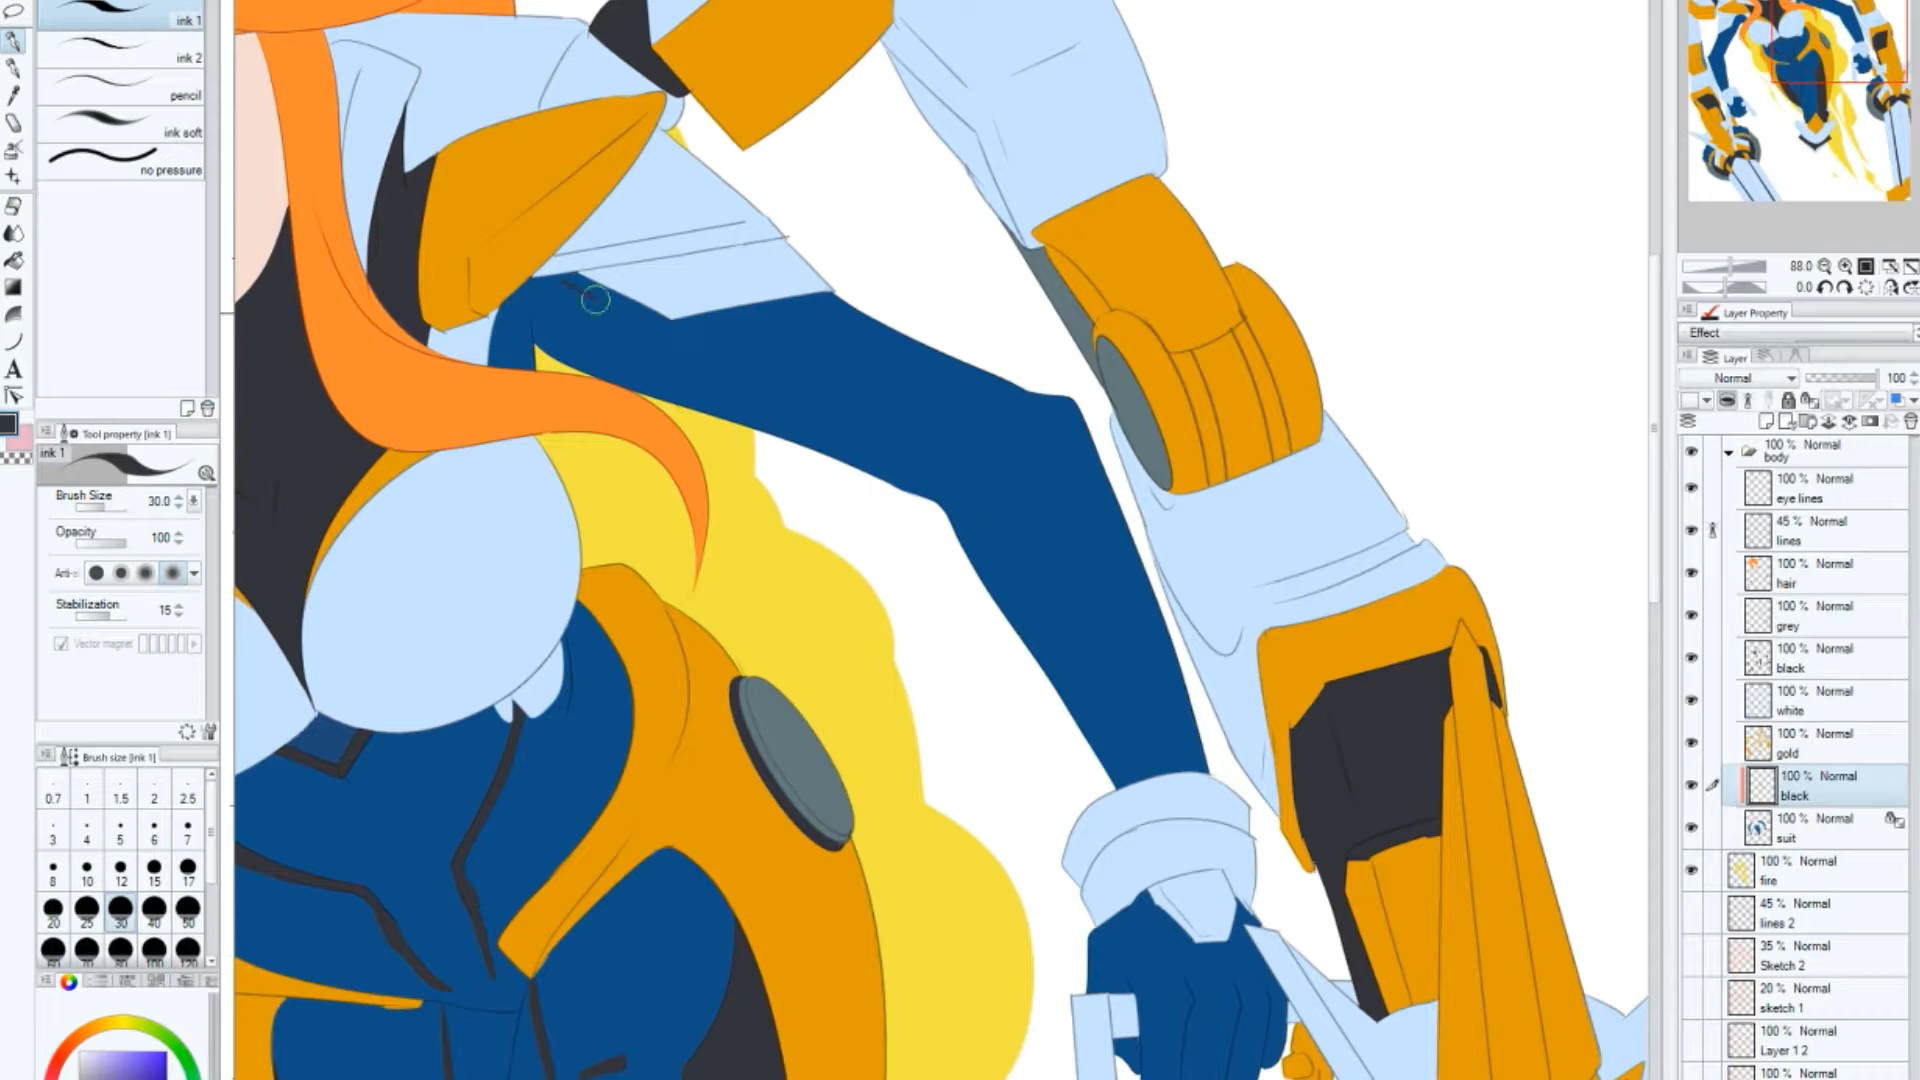 ink 1
ink 2
pencil
ink soft
no pressure
Tool property [ink 1]
ink 1
Brush Size 30.0
Opacity 100
Stabilization 15
Vector magnet
Brush size [ink 1]
0.7 1 1.5 2 2.5
3 4 5 6 7
8 10 12 15 17
20 25 30 40 50
A
88.0
0.0
Layer Property
Effect
Layer
Normal 100
100 % Normal
body
100 % Normal
eye lines
45 % Normal
lines
100 % Normal
hair
100 % Normal
grey
100 % Normal
black
100 % Normal
white
100 % Normal
gold
100 % Normal
black
100 % Normal
suit
100 % Normal
fire
45 % Normal
lines 2
35 % Normal
Sketch 2
20 % Normal
sketch 1
100 % Normal
Layer 1 2
100 % Normal